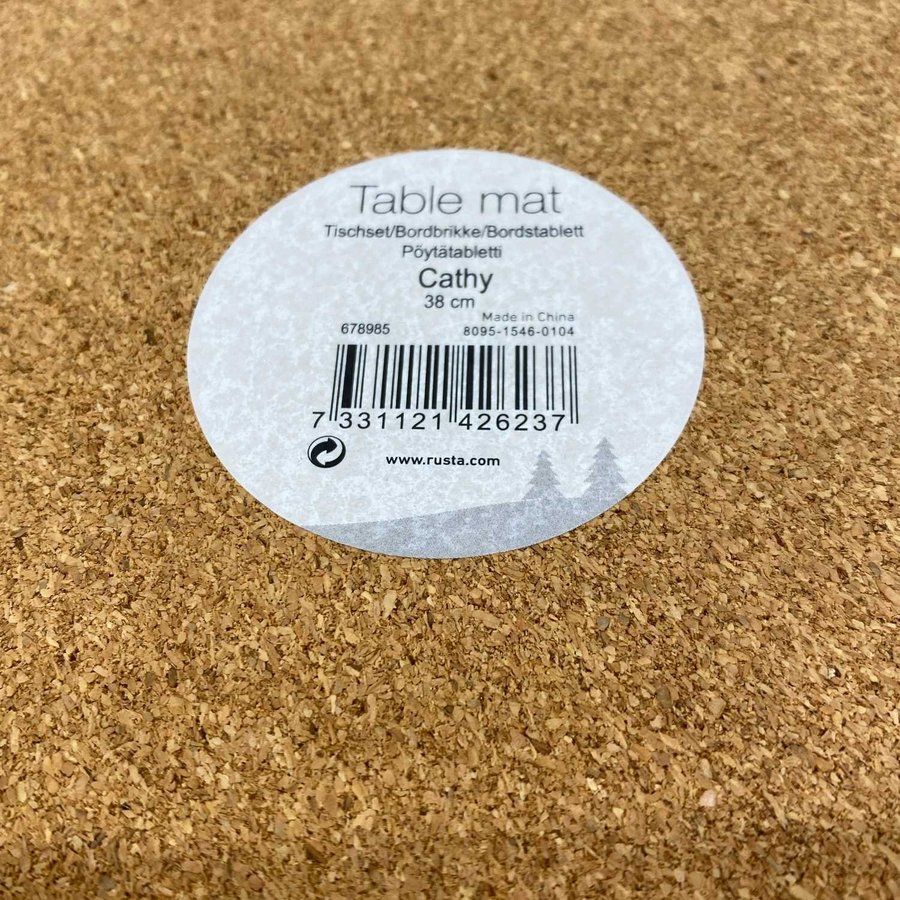 Table mat
Tischset/Bordbrikke/Bordstablett
Pöytätabletti
Cathy
38 cm
Made in China
678985 8095-1546-0104
7 331121 426237
www.rusta.com